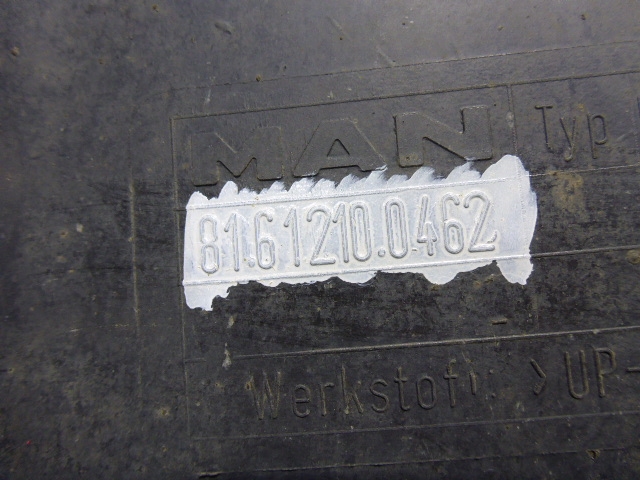 MAN Typ
81.61210.0462
Werkstoff: >UP-